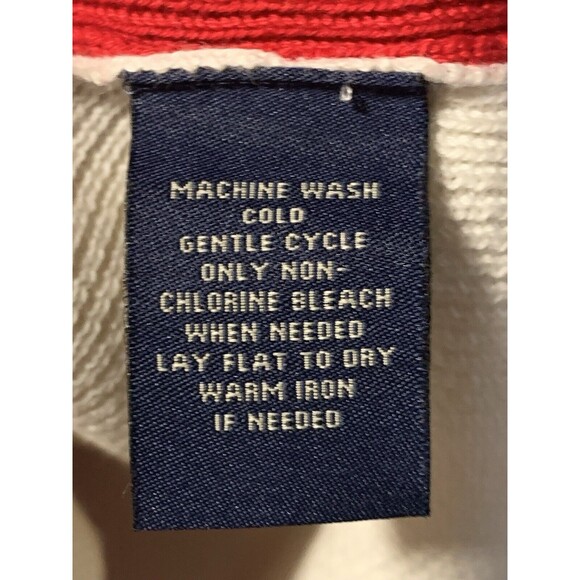 MACHINE WASH
COLD
GENTLE CYCLE
ONLY NON-
CHLORINE BLEACH
WHEN NEEDED
LAY FLAT TO DRY
WARM IRON
IF NEEDED